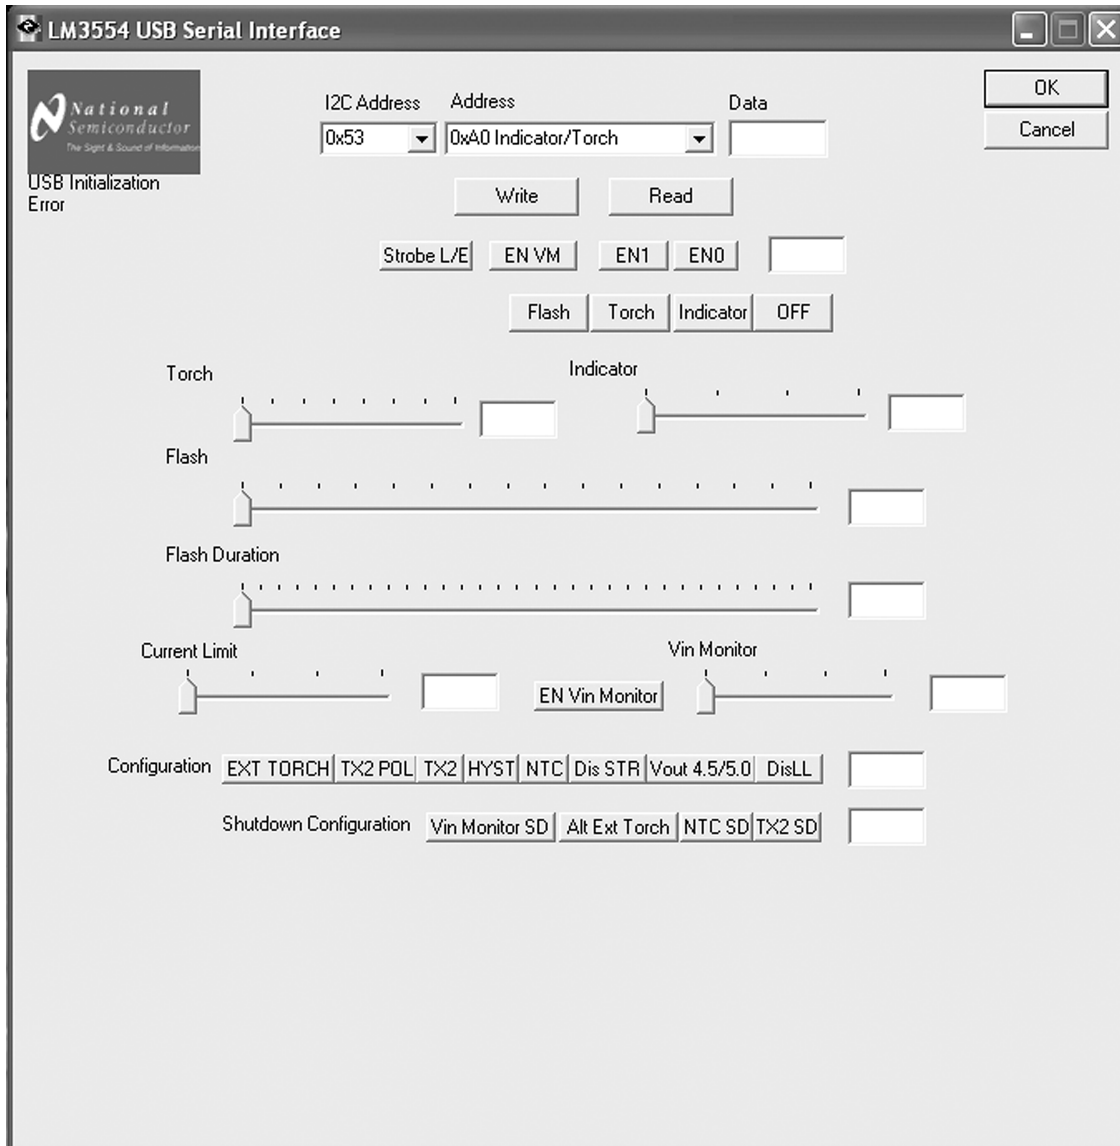 LM3554 USB Serial Interface
National
Semiconductor
The Sight & Sound of Information
USB Initialization
Error
I2C Address Address Data
0x53 0xA0 Indicator/Torch
OK
Cancel
Write Read
Strobe L/E EN VM EN1 EN0
Flash Torch Indicator OFF
Torch Indicator
Flash
Flash Duration
Current Limit Vin Monitor
EN Vin Monitor
Configuration EXT TORCH TX2 POL TX2 HYST NTC Dis STR Vout 4.5/5.0 DisLL
Shutdown Configuration Vin Monitor SD Alt Ext Torch NTC SD TX2 SD